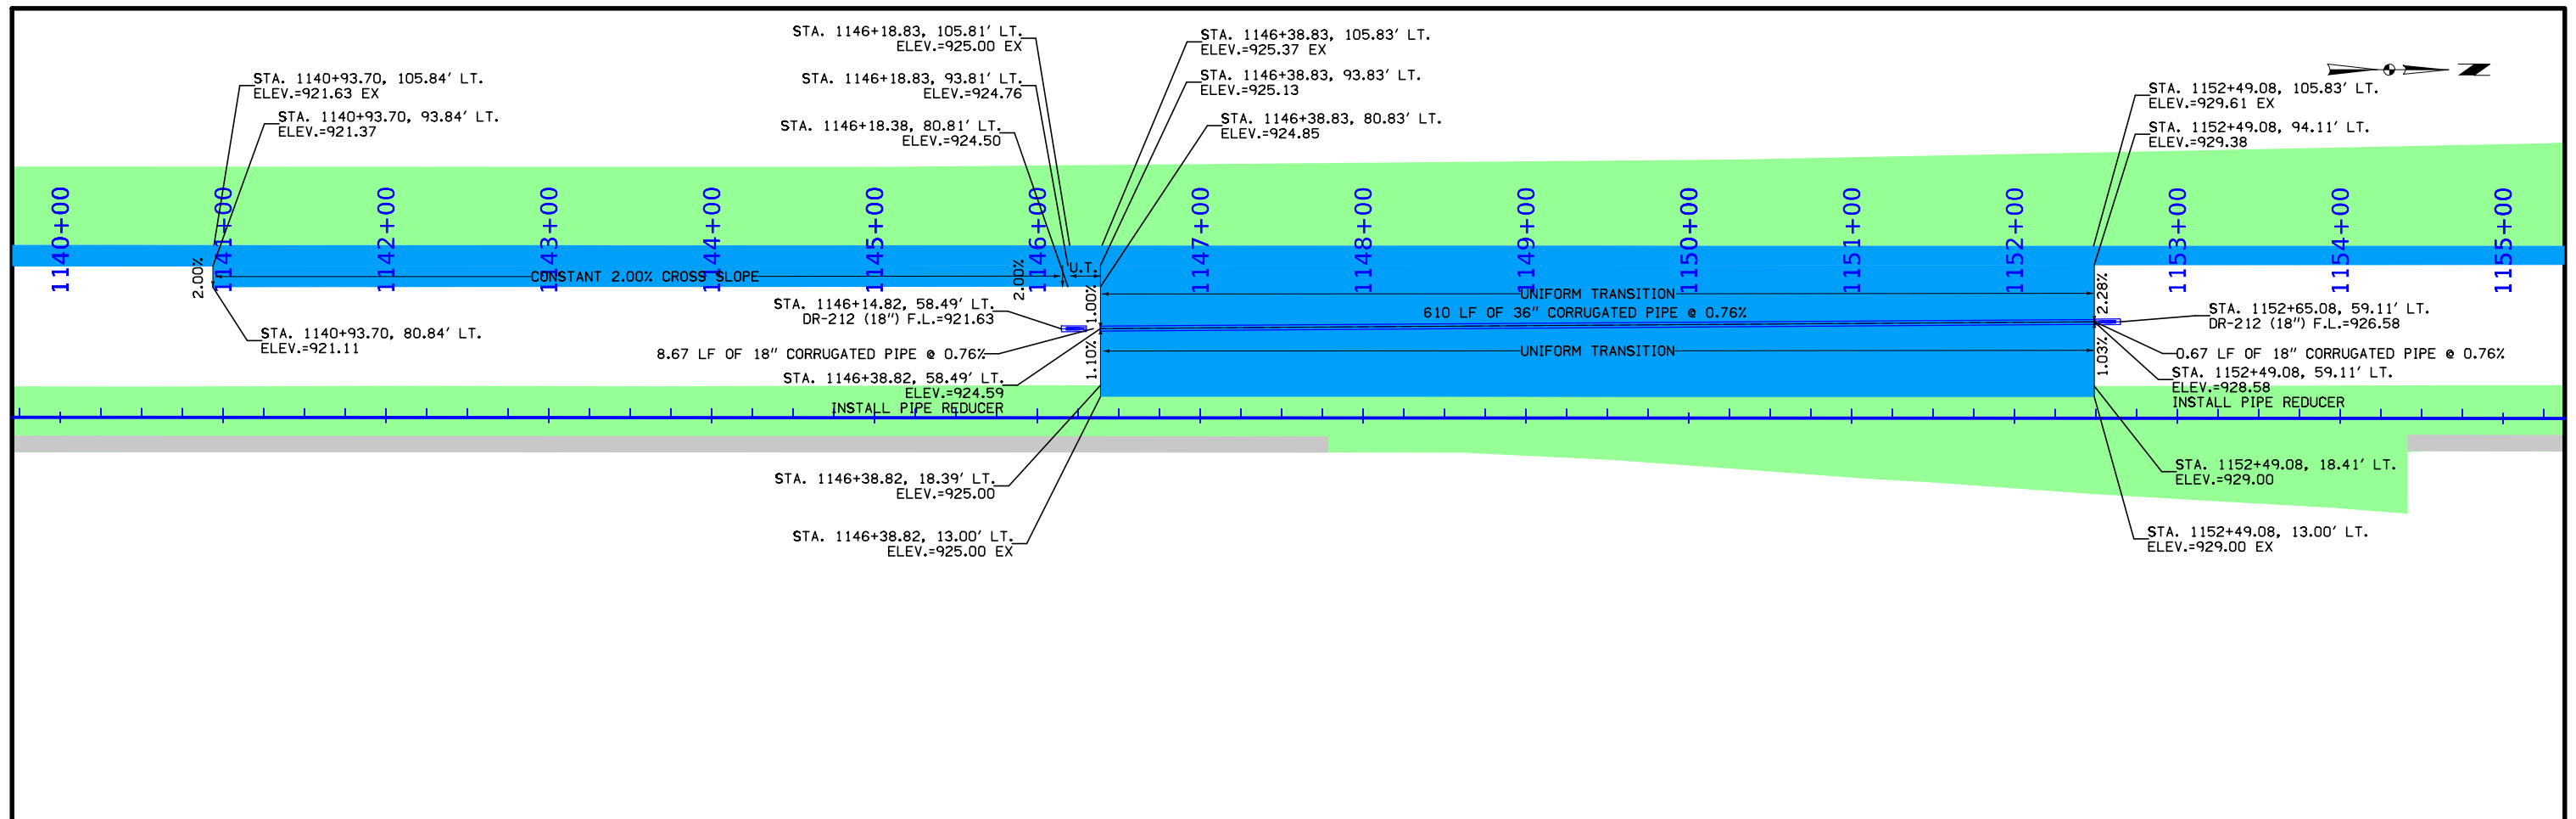 STA. 1146+18.83, 105.81' LT.
ELEV.=925.00 EX
STA. 1146+38.83, 105.83' LT.
ELEV.=925.37 EX
STA. 1140+93.70, 105.84' LT.
ELEV.=921.63 EX
STA. 1146+18.83, 93.81' LT.
ELEV.=924.76
STA. 1146+38.83, 93.83' LT.
ELEV.=925.13
STA. 1152+49.08, 105.83' LT.
ELEV.=929.61 EX
STA. 1140+93.70, 93.84' LT.
ELEV.=921.37
STA. 1146+18.38, 80.81' LT.
ELEV.=924.50
STA. 1146+38.83, 80.83' LT.
ELEV.=924.85
STA. 1152+49.08, 94.11' LT.
ELEV.=929.38
N
1140+00
1141+00
1142+00
1143+00
1144+00
1145+00
1146+00
1147+00
1148+00
1149+00
1150+00
1151+00
1152+00
1153+00
1154+00
1155+00
2.00%
CONSTANT 2.00% CROSS SLOPE
2.00%
U.T.
1.00%
UNIFORM TRANSITION
2.28%
STA. 1146+14.82, 58.49' LT.
DR-212 (18") F.L.=921.63
610 LF OF 36" CORRUGATED PIPE @ 0.76%
STA. 1152+65.08, 59.11' LT.
DR-212 (18") F.L.=926.58
STA. 1140+93.70, 80.84' LT.
ELEV.=921.11
8.67 LF OF 18" CORRUGATED PIPE @ 0.76%
1.10%
UNIFORM TRANSITION
1.03%
0.67 LF OF 18" CORRUGATED PIPE @ 0.76%
STA. 1146+38.82, 58.49' LT.
ELEV.=924.59
INSTALL PIPE REDUCER
STA. 1152+49.08, 59.11' LT.
ELEV.=928.58
INSTALL PIPE REDUCER
STA. 1146+38.82, 18.39' LT.
ELEV.=925.00
STA. 1152+49.08, 18.41' LT.
ELEV.=929.00
STA. 1146+38.82, 13.00' LT.
ELEV.=925.00 EX
STA. 1152+49.08, 13.00' LT.
ELEV.=929.00 EX